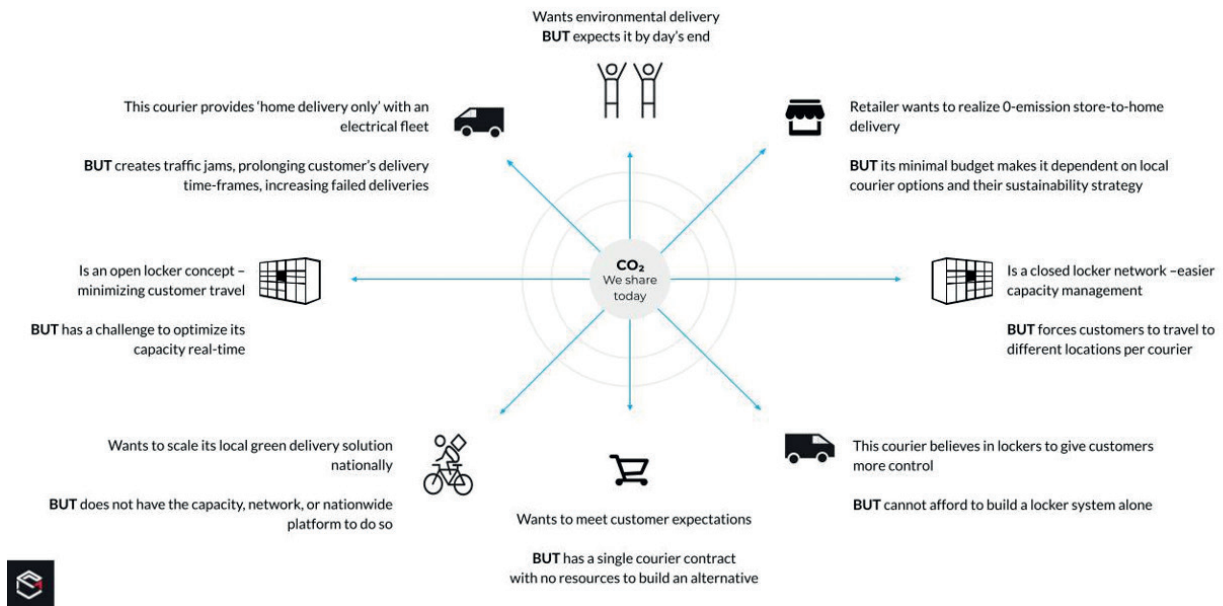 Wants environmental delivery
BUT expects it by day's end
This courier provides 'home delivery only' with an
electrical fleet
BUT creates traffic jams, prolonging customer's delivery
time-frames, increasing failed deliveries
Retailer wants to realize 0-emission store-to-home
delivery
BUT its minimal budget makes it dependent on local
courier options and their sustainability strategy
Is an open locker concept –
minimizing customer travel
BUT has a challenge to optimize its
capacity real-time
CO₂
We share
today
Is a closed locker network –easier
capacity management
BUT forces customers to travel to
different locations per courier
Wants to scale its local green delivery solution
nationally
BUT does not have the capacity, network, or nationwide
platform to do so
Wants to meet customer expectations
BUT has a single courier contract
with no resources to build an alternative
This courier believes in lockers to give customers
more control
BUT cannot afford to build a locker system alone